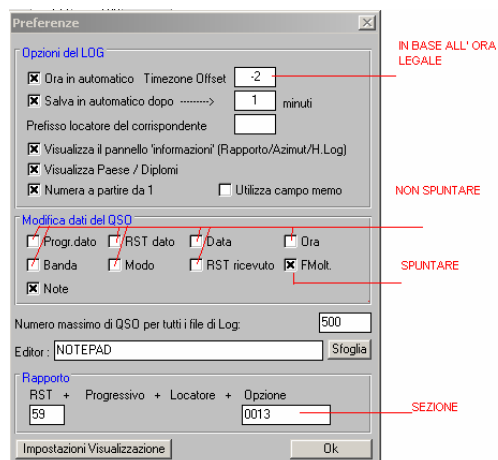 Preferenze
Opzioni del LOG
IN BASE ALL' ORA
LEGALE
Ora in automatico Timezone Offset -2
Salva in automatico dopo ---------> 1 minuti
Prefisso locatore del corrispondente
Visualizza il pannello 'informazioni' (Rapporto/Azimut/H.Log)
Visualizza Paese / Diplomi
Numera a partire da 1 Utilizza campo memo
NON SPUNTARE
Modifica dati del QSO
Progr.dato RST dato Data Ora
Banda Modo RST ricevuto FMolt.
SPUNTARE
Note
Numero massimo di QSO per tutti i file di Log: 500
Editor : NOTEPAD Sfoglia
Rapporto
RST + Progressivo + Locatore + Opzione
59 0013
SEZIONE
Impostazioni Visualizzazione Ok